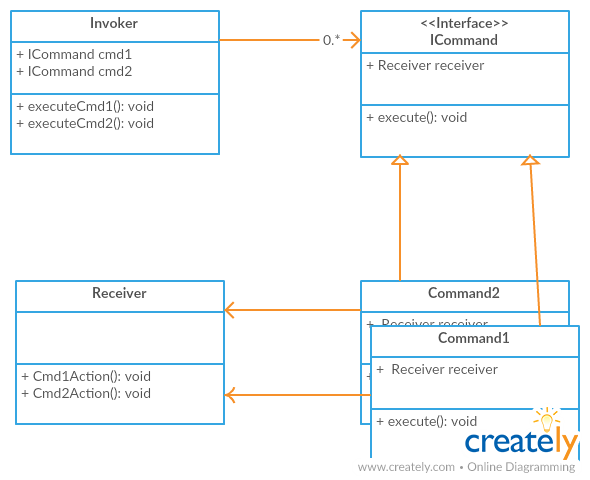 Invoker
+ ICommand cmd1
+ ICommand cmd2
+ executeCmd1(): void
+ executeCmd2(): void
0.*
<<Interface>>
ICommand
+ Receiver receiver
+ execute(): void
Receiver
+ Cmd1Action(): void
+ Cmd2Action(): void
Command2
+ Receiver receiver
+
Command1
+ Receiver receiver
+ execute(): void
creately
www.creately.com • Online Diagramming